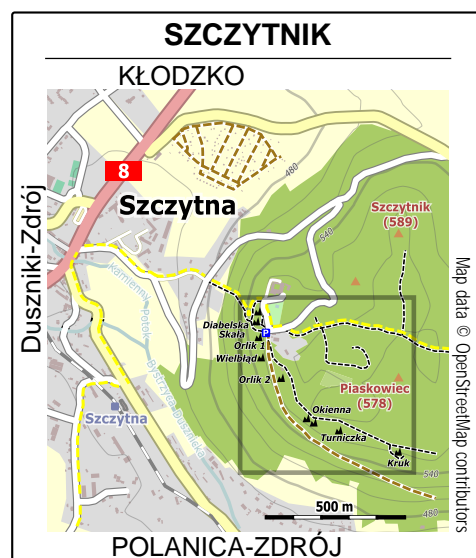 SZCZYTNIK
KŁODZKO
Duszniki-Zdrój
480
8
Szczytna
Szczytnik
(589)
540
Kamienny
Potok
Bystrzyca Dusznicka
P
Diabelska
Skała
Orlik 1
Wielbłąd
Orlik 2
Piaskowiec
(578)
Szczytna
Okienna
Turniczka
Kruk
540
480
500 m
Map data © OpenStreetMap contributors
POLANICA-ZDRÓJ